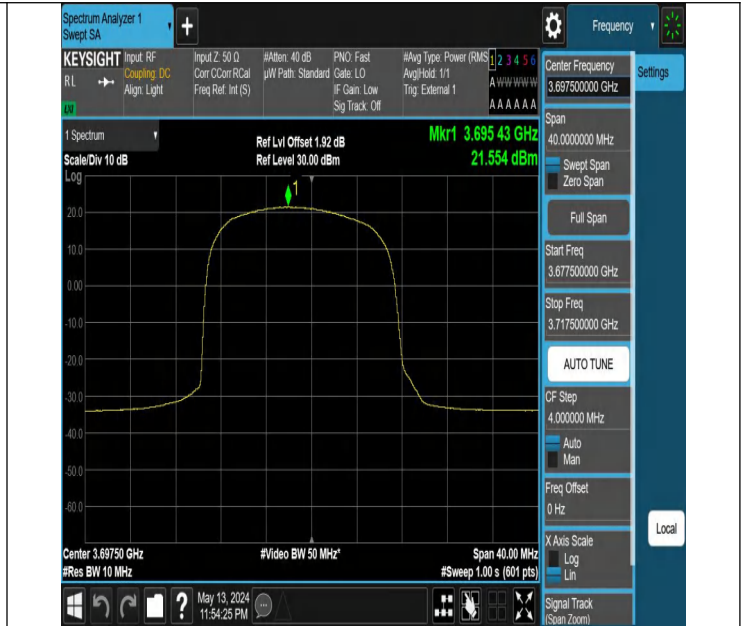 Spectrum Analyzer 1
Swept SA
+
Frequency
KEYSIGHT
RL
Input: RF
Coupling: DC
Align: Light
Input Z: 50 Ω
Corr CCorr RCal
Freq Ref: Int (S)
#Atten: 40 dB
µW Path: Standard
PNO: Fast
Gate: LO
IF Gain: Low
Sig Track: Off
#Avg Type: Power (RMS
Avg|Hold: 1/1
Trig: External 1
1 2 3 4 5 6
A W W W W W
A A A A A A
1 Spectrum
Scale/Div 10 dB
Log
Ref Lvl Offset 1.92 dB
Ref Level 30.00 dBm
Mkr1 3.695 43 GHz
21.554 dBm
1
20.0
10.0
0.00
-10.0
-20.0
-30.0
-40.0
-50.0
-60.0
Center 3.69750 GHz
#Res BW 10 MHz
#Video BW 50 MHz*
Span 40.00 MHz
#Sweep 1.00 s (601 pts)
Center Frequency
3.697500000 GHz
Settings
Span
40.0000000 MHz
Swept Span
Zero Span
Full Span
Start Freq
3.677500000 GHz
Stop Freq
3.717500000 GHz
AUTO TUNE
CF Step
4.000000 MHz
Auto
Man
Freq Offset
0 Hz
X Axis Scale
Log
Lin
Local
Signal Track
(Span Zoom)
?
May 13, 2024
11:54:25 PM